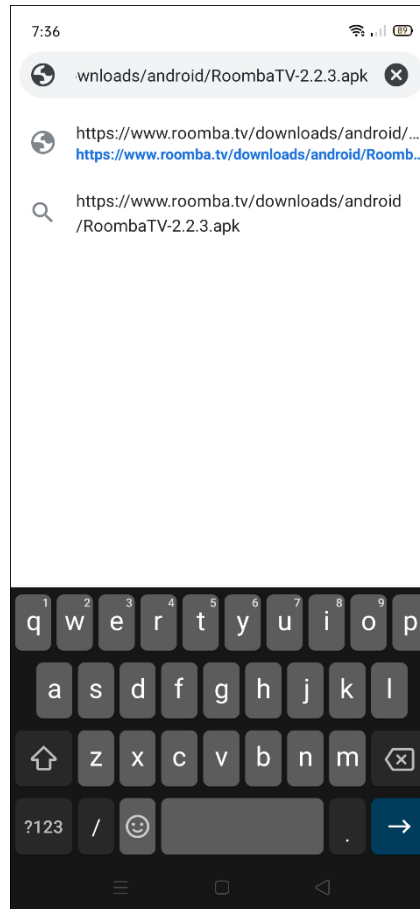 7:36
89
wnloads/android/RoombaTV-2.2.3.apk
https://www.roomba.tv/downloads/android/...
https://www.roomba.tv/downloads/android/Roomb...
https://www.roomba.tv/downloads/android
/RoombaTV-2.2.3.apk
1 2 3 4 5 6 7 8 9
q w e r t y u i o p
a s d f g h j k l
z x c v b n m
?123 / .